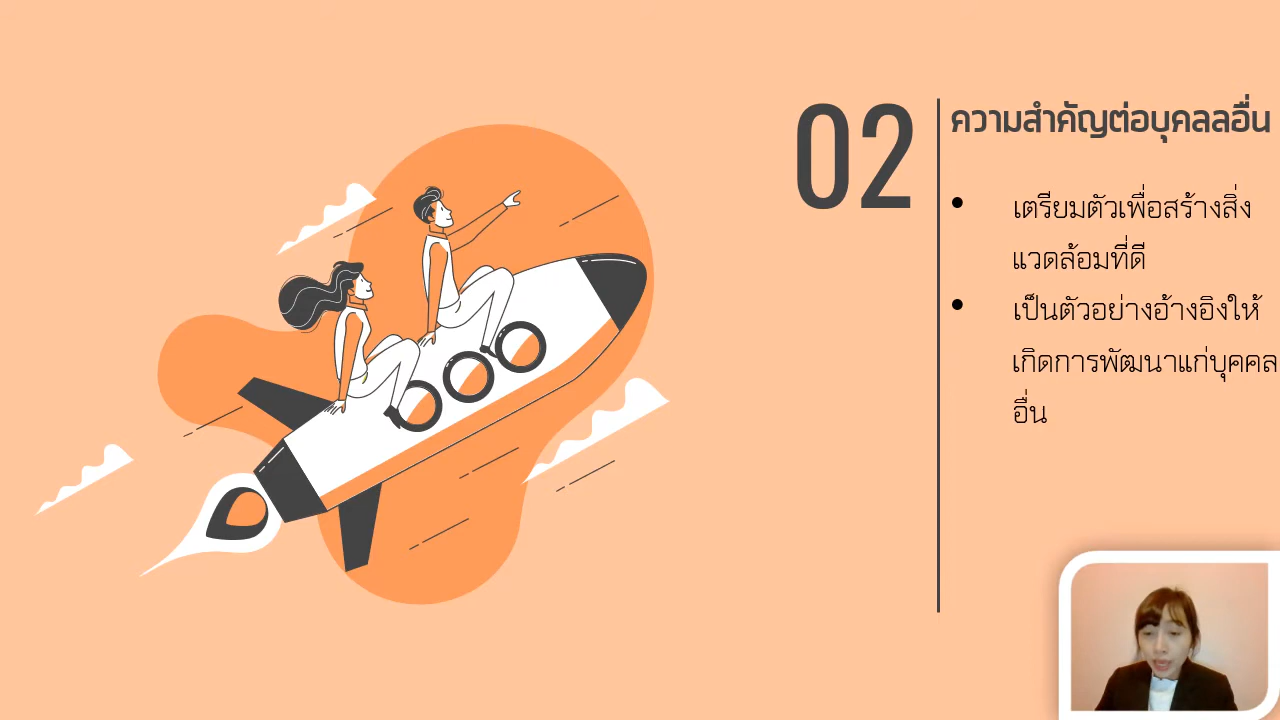 02
ความสำคัญต่อบุคลลอื่น
• เตรียมตัวเพื่อสร้างสิ่ง
แวดล้อมที่ดี
• เป็นตัวอย่างอ้างอิงให้
เกิดการพัฒนาแก่บุคคล
อื่น